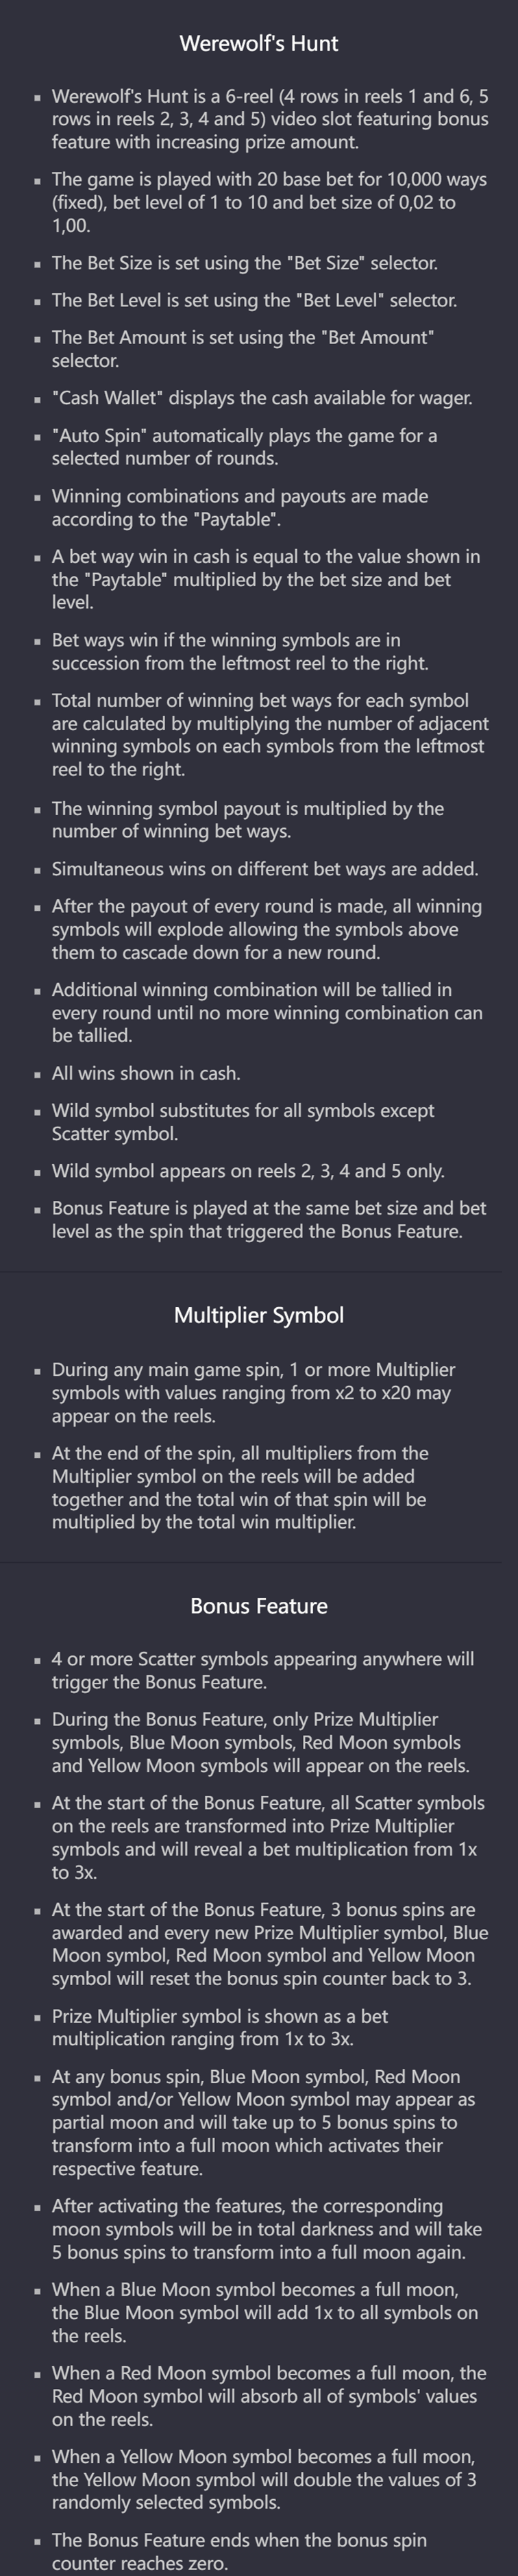 Werewolf's Hunt
▪ Werewolf's Hunt is a 6-reel (4 rows in reels 1 and 6, 5
rows in reels 2, 3, 4 and 5) video slot featuring bonus
feature with increasing prize amount.
▪ The game is played with 20 base bet for 10,000 ways
(fixed), bet level of 1 to 10 and bet size of 0,02 to
1,00.
▪ The Bet Size is set using the "Bet Size" selector.
▪ The Bet Level is set using the "Bet Level" selector.
▪ The Bet Amount is set using the "Bet Amount"
selector.
▪ "Cash Wallet" displays the cash available for wager.
▪ "Auto Spin" automatically plays the game for a
selected number of rounds.
▪ Winning combinations and payouts are made
according to the "Paytable".
▪ A bet way win in cash is equal to the value shown in
the "Paytable" multiplied by the bet size and bet
level.
▪ Bet ways win if the winning symbols are in
succession from the leftmost reel to the right.
▪ Total number of winning bet ways for each symbol
are calculated by multiplying the number of adjacent
winning symbols on each symbols from the leftmost
reel to the right.
▪ The winning symbol payout is multiplied by the
number of winning bet ways.
▪ Simultaneous wins on different bet ways are added.
▪ After the payout of every round is made, all winning
symbols will explode allowing the symbols above
them to cascade down for a new round.
▪ Additional winning combination will be tallied in
every round until no more winning combination can
be tallied.
▪ All wins shown in cash.
▪ Wild symbol substitutes for all symbols except
Scatter symbol.
▪ Wild symbol appears on reels 2, 3, 4 and 5 only.
▪ Bonus Feature is played at the same bet size and bet
level as the spin that triggered the Bonus Feature.
Multiplier Symbol
▪ During any main game spin, 1 or more Multiplier
symbols with values ranging from x2 to x20 may
appear on the reels.
▪ At the end of the spin, all multipliers from the
Multiplier symbol on the reels will be added
together and the total win of that spin will be
multiplied by the total win multiplier.
Bonus Feature
▪ 4 or more Scatter symbols appearing anywhere will
trigger the Bonus Feature.
▪ During the Bonus Feature, only Prize Multiplier
symbols, Blue Moon symbols, Red Moon symbols
and Yellow Moon symbols will appear on the reels.
▪ At the start of the Bonus Feature, all Scatter symbols
on the reels are transformed into Prize Multiplier
symbols and will reveal a bet multiplication from 1x
to 3x.
▪ At the start of the Bonus Feature, 3 bonus spins are
awarded and every new Prize Multiplier symbol, Blue
Moon symbol, Red Moon symbol and Yellow Moon
symbol will reset the bonus spin counter back to 3.
▪ Prize Multiplier symbol is shown as a bet
multiplication ranging from 1x to 3x.
▪ At any bonus spin, Blue Moon symbol, Red Moon
symbol and/or Yellow Moon symbol may appear as
partial moon and will take up to 5 bonus spins to
transform into a full moon which activates their
respective feature.
▪ After activating the features, the corresponding
moon symbols will be in total darkness and will take
5 bonus spins to transform into a full moon again.
▪ When a Blue Moon symbol becomes a full moon,
the Blue Moon symbol will add 1x to all symbols on
the reels.
▪ When a Red Moon symbol becomes a full moon, the
Red Moon symbol will absorb all of symbols' values
on the reels.
▪ When a Yellow Moon symbol becomes a full moon,
the Yellow Moon symbol will double the values of 3
randomly selected symbols.
▪ The Bonus Feature ends when the bonus spin
counter reaches zero.